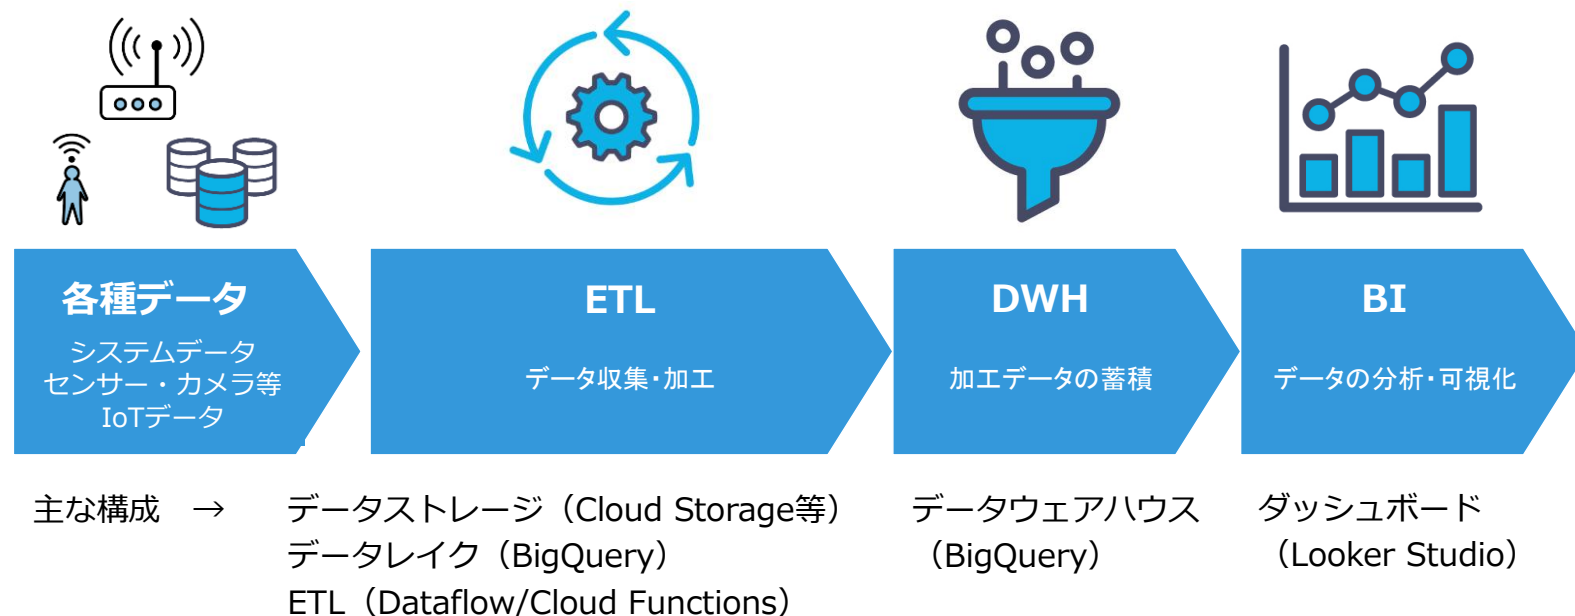 各種データ
システムデータ
センサー・カメラ等
IoTデータ
ETL
データ収集・加工
DWH
加工データの蓄積
BI
データの分析・可視化
主な構成 →
データストレージ（Cloud Storage等）
データレイク（BigQuery）
ETL（Dataflow/Cloud Functions）
データウェアハウス
（BigQuery）
ダッシュボード
（Looker Studio）